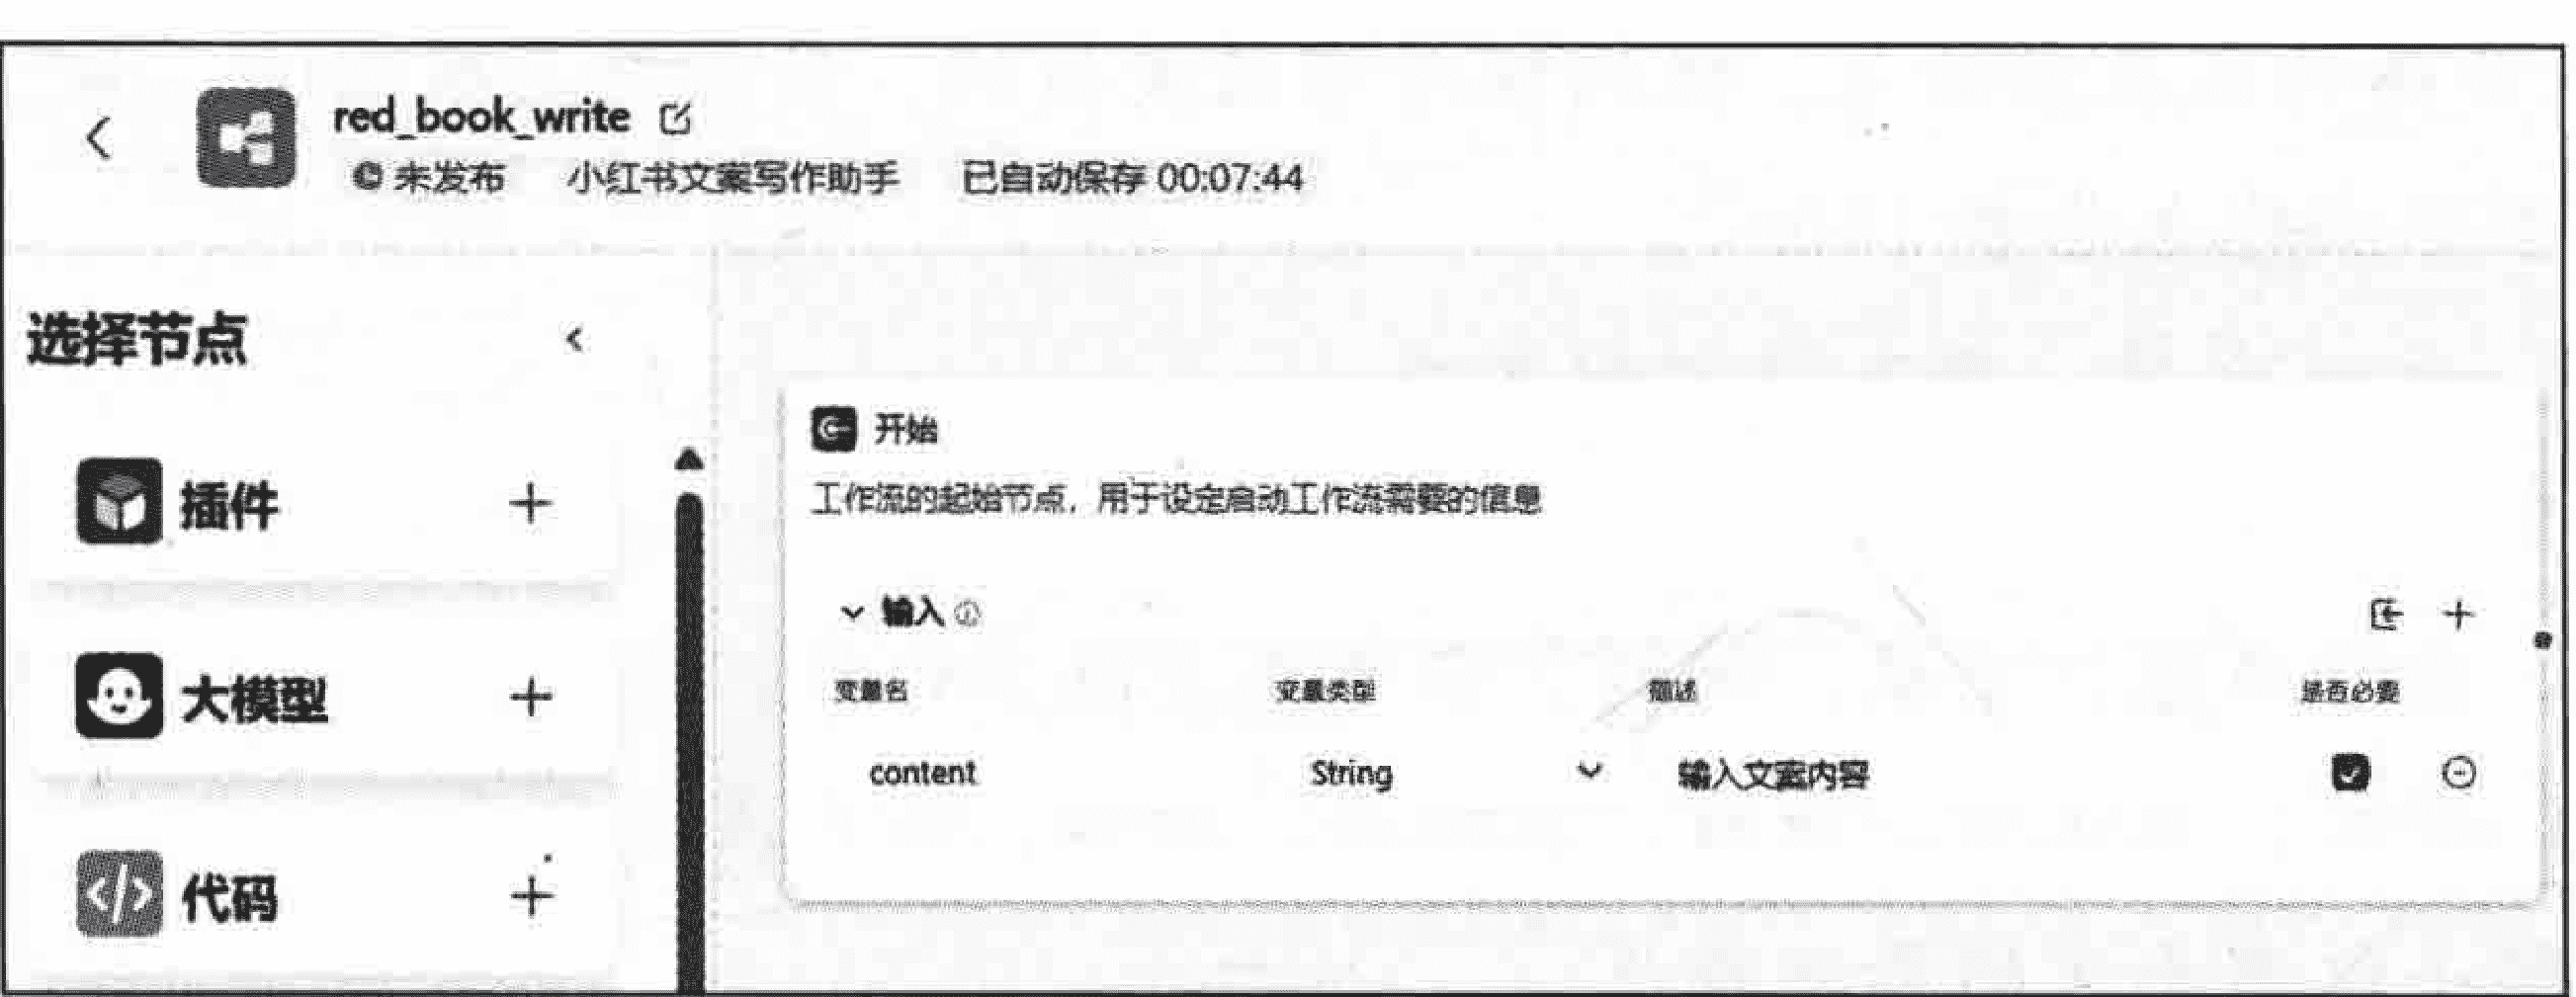 red_book_write
未发布 小红书文案写作助手 已自动保存 00:07:44
选择节点
插件
大模型
代码
开始
工作流的起始节点，用于设定启动工作流需要的信息
输入
变量名 变量类型 描述 是否必要
content String 输入文案内容